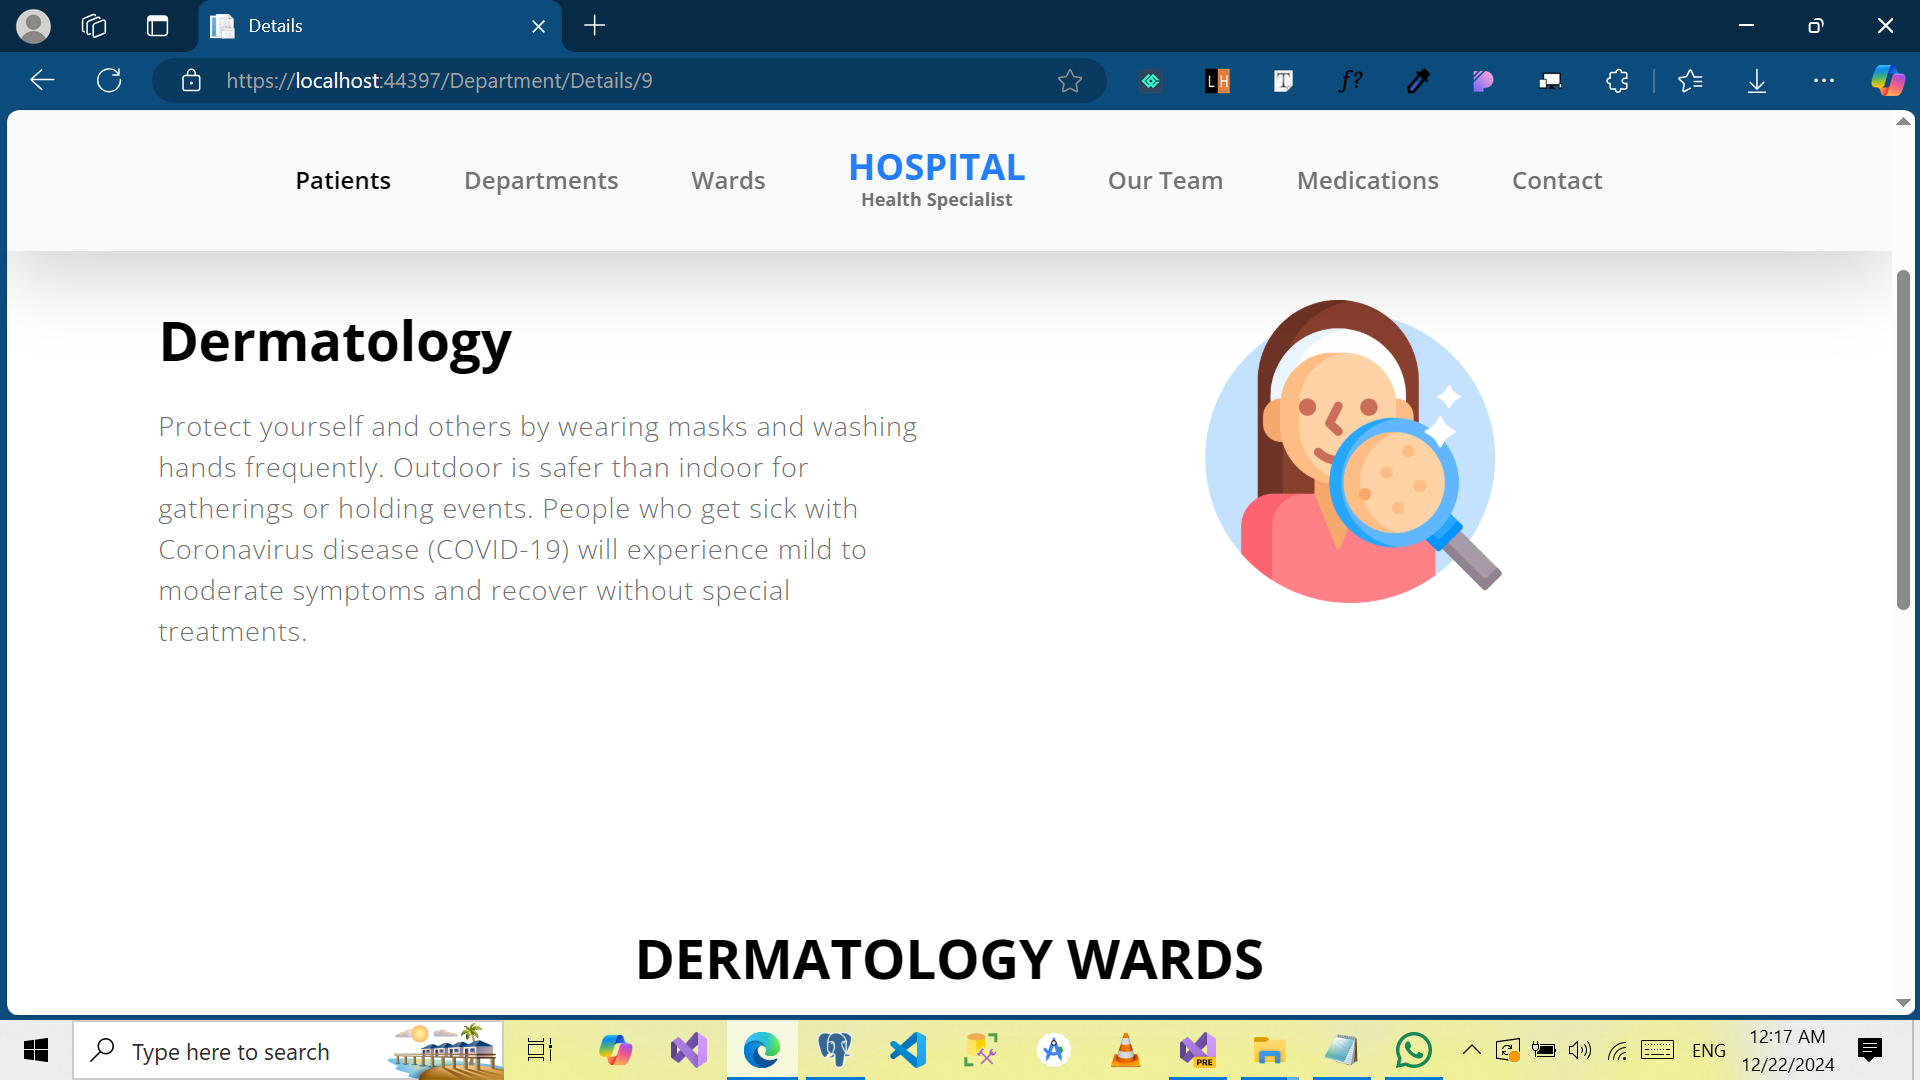 Details
https://localhost:44397/Department/Details/9
L H
T
f?
Patients
Departments
Wards
HOSPITAL
Health Specialist
Our Team
Medications
Contact
Dermatology
Protect yourself and others by wearing masks and washing
hands frequently. Outdoor is safer than indoor for
gatherings or holding events. People who get sick with
Coronavirus disease (COVID-19) will experience mild to
moderate symptoms and recover without special
treatments.
DERMATOLOGY WARDS
Type here to search
PRE
ENG
12:17 AM
12/22/2024